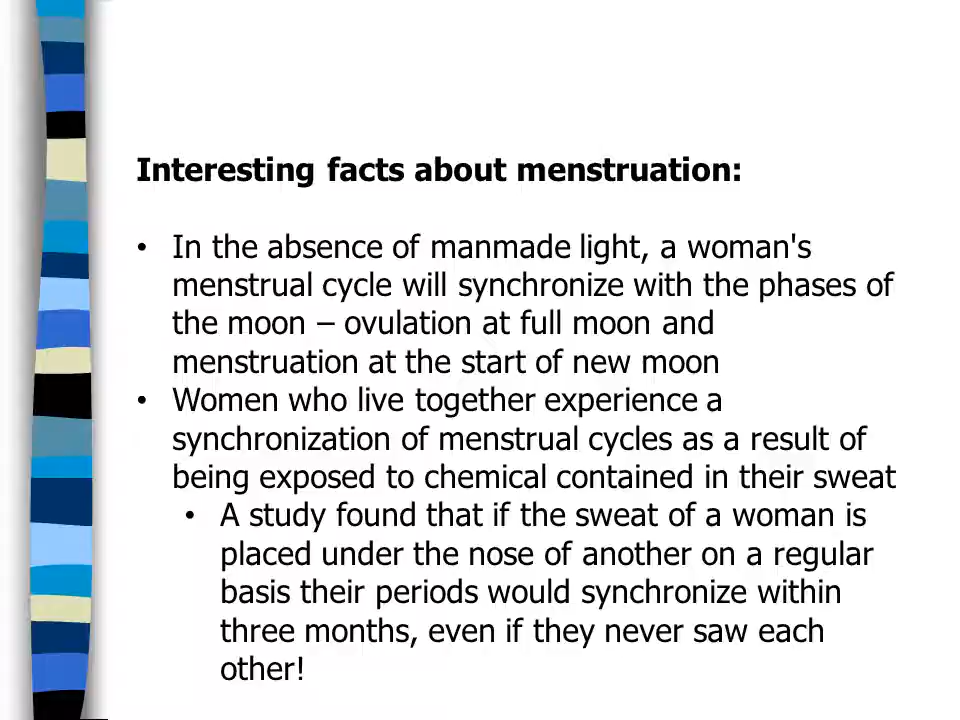 Interesting facts about menstruation:
• In the absence of manmade light, a woman's
menstrual cycle will synchronize with the phases of
the moon – ovulation at full moon and
menstruation at the start of new moon
• Women who live together experience a
synchronization of menstrual cycles as a result of
being exposed to chemical contained in their sweat
• A study found that if the sweat of a woman is
placed under the nose of another on a regular
basis their periods would synchronize within
three months, even if they never saw each
other!